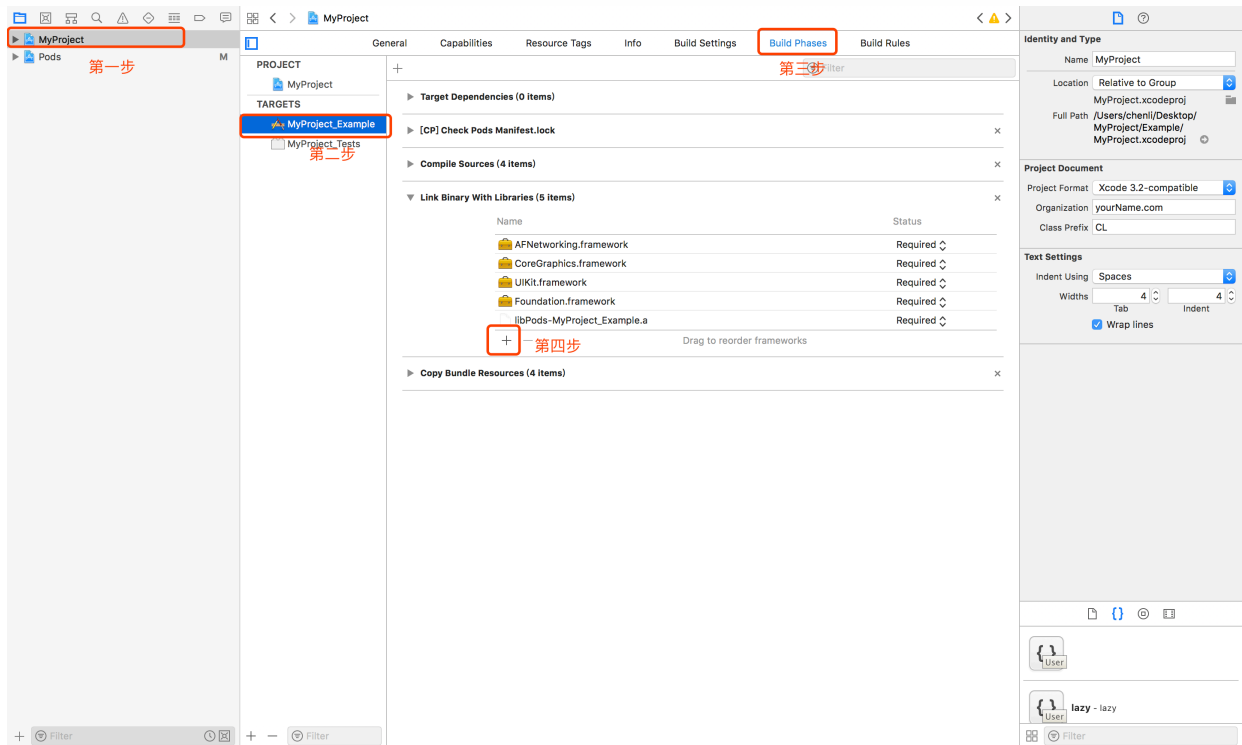 MyProject
MyProject
General Capabilities Resource Tags Info Build Settings Build Phases Build Rules
Identity and Type
Name MyProject
Location Relative to Group
MyProject.xcodeproj
Full Path /Users/chenli/Desktop/
MyProject/Example/
MyProject.xcodeproj
Project Document
Project Format Xcode 3.2-compatible
Organization yourName.com
Class Prefix CL
Text Settings
Indent Using Spaces
Widths 4 4
Tab Indent
Wrap lines
Pods M
第一步
PROJECT
MyProject
TARGETS
MyProject_Example
MyProject_Tests
第二步
第三步
Filter
Target Dependencies (0 items)
[CP] Check Pods Manifest.lock
Compile Sources (4 items)
Link Binary With Libraries (5 items)
Name Status
AFNetworking.framework Required
CoreGraphics.framework Required
UIKit.framework Required
Foundation.framework Required
libPods-MyProject_Example.a Required
第四步
Drag to reorder frameworks
Copy Bundle Resources (4 items)
{}
{ }
User
{ }
User
lazy - lazy
Filter
Filter
Filter